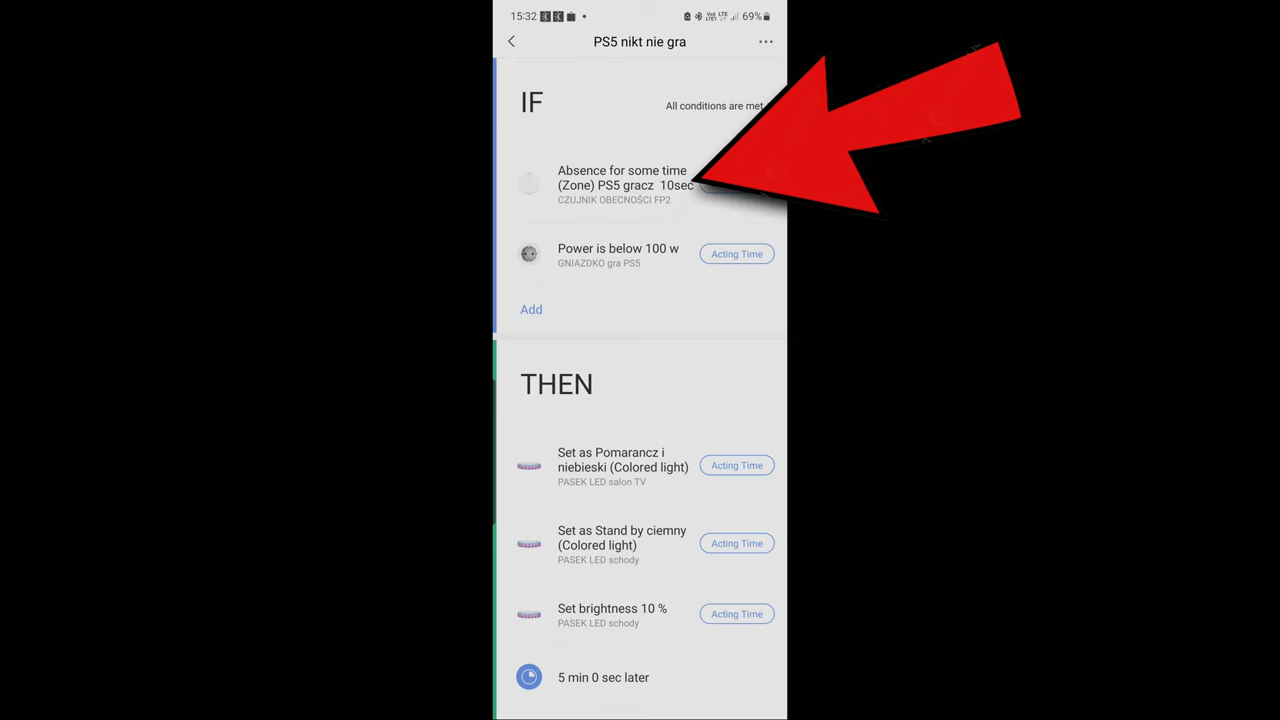 15:32
69%
PS5 nikt nie gra
IF
All conditions are met
Absence for some time
(Zone) PS5 gracz 10sec
CZUJNIK OBECNOŚCI FP2
Power is below 100 w
GNIAZDKO gra PS5
Acting Time
Add
THEN
Set as Pomarancz i
niebieski (Colored light)
PASEK LED salon TV
Acting Time
Set as Stand by ciemny
(Colored light)
PASEK LED schody
Acting Time
Set brightness 10 %
PASEK LED schody
Acting Time
5 min 0 sec later